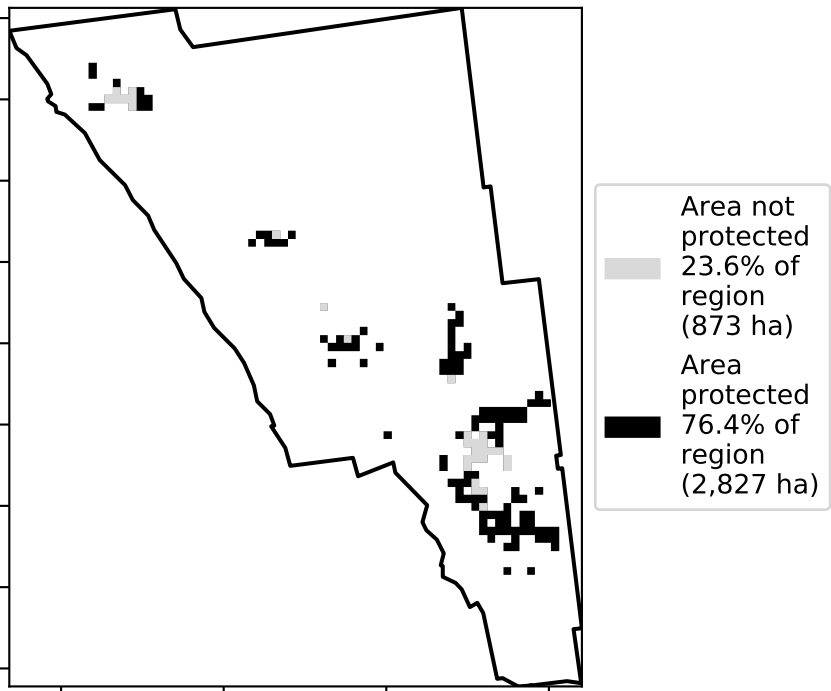 Area not
protected
23.6% of
region
(873 ha)
Area
protected
76.4% of
region
(2,827 ha)